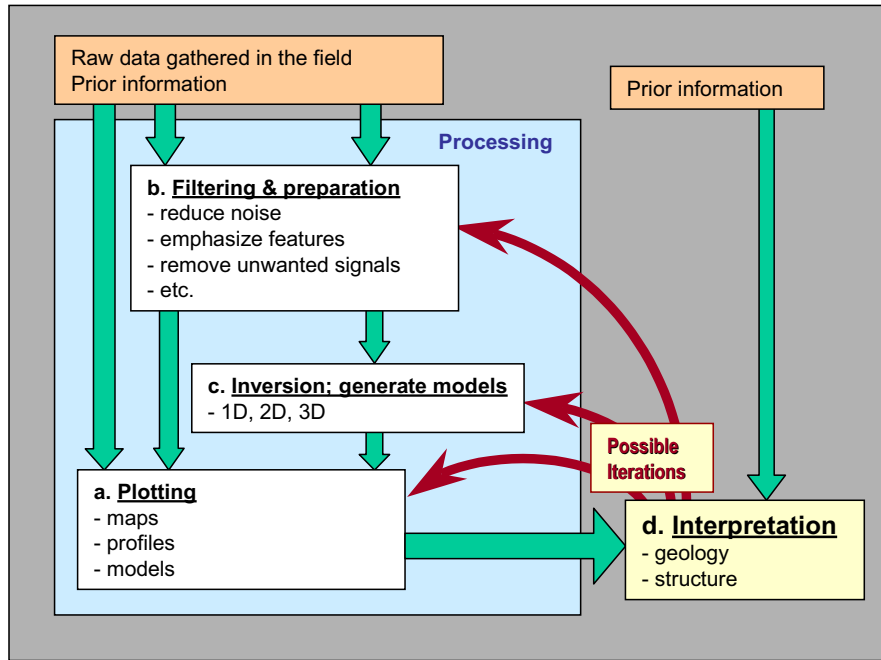 Raw data gathered in the field
Prior information
Prior information
Processing
b. Filtering & preparation
- reduce noise
- emphasize features
- remove unwanted signals
- etc.
c. Inversion; generate models
- 1D, 2D, 3D
Possible
Iterations
a. Plotting
- maps
- profiles
- models
d. Interpretation
- geology
- structure